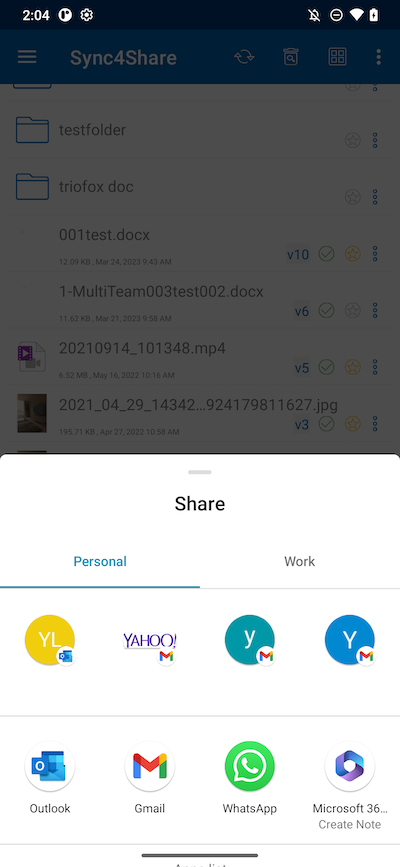 2:04
Sync4Share
testfolder
triofox doc
001test.docx
12.09 KB , Mar 24, 2023 9:43 AM
v10
1-MultiTeam003test002.docx
11.62 KB , Mar 21, 2023 9:58 AM
v6
20210914_101348.mp4
6.52 MB , May 16, 2022 10:16 AM
v5
2021_04_29_14342...924179811627.jpg
195.71 KB , Apr 27, 2022 10:58 AM
v3
Share
Personal Work
YL YAHOO! y Y
Outlook Gmail WhatsApp Microsoft 36...
Create Note